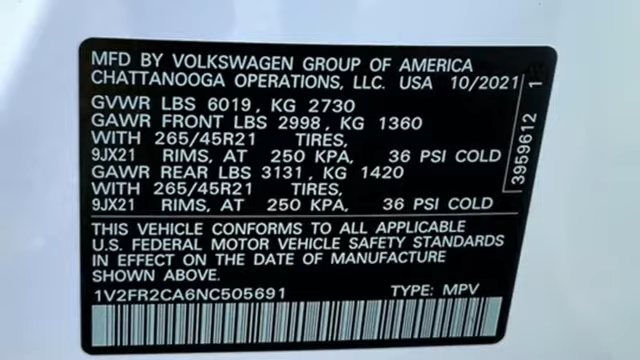 MFD BY VOLKSWAGEN GROUP OF AMERICA
CHATTANOOGA OPERATIONS, LLC. USA 10/2021
GVWR LBS 6019, KG 2730
GAWR FRONT LBS 2998, KG 1360
WITH 265/45R21 TIRES,
9JX21 RIMS, AT 250 KPA, 36 PSI COLD
GAWR REAR LBS 3131, KG 1420
WITH 265/45R21 TIRES,
9JX21 RIMS, AT 250 KPA, 36 PSI COLD
3959612 1
THIS VEHICLE CONFORMS TO ALL APPLICABLE
U.S. FEDERAL MOTOR VEHICLE SAFETY STANDARDS
IN EFFECT ON THE DATE OF MANUFACTURE
SHOWN ABOVE.
1V2FR2CA6NC505691 TYPE: MPV